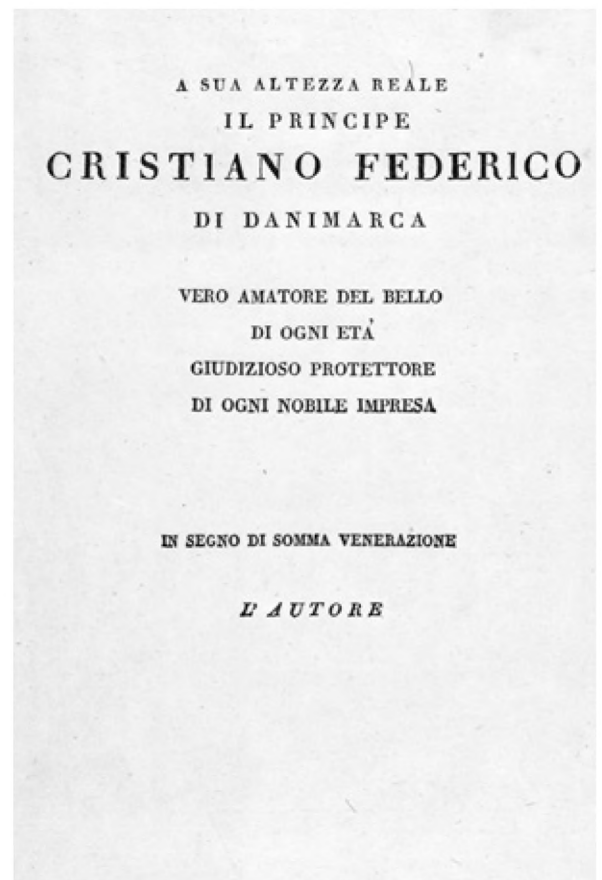 A SUA ALTEZZA REALE
IL PRINCIPE
CRISTIANO FEDERICO
DI DANIMARCA
VERO AMATORE DEL BELLO
DI OGNI ETÀ
GIUDIZIOSO PROTETTORE
DI OGNI NOBILE IMPRESA
IN SEGNO DI SOMMA VENERAZIONE
L' AUTORE